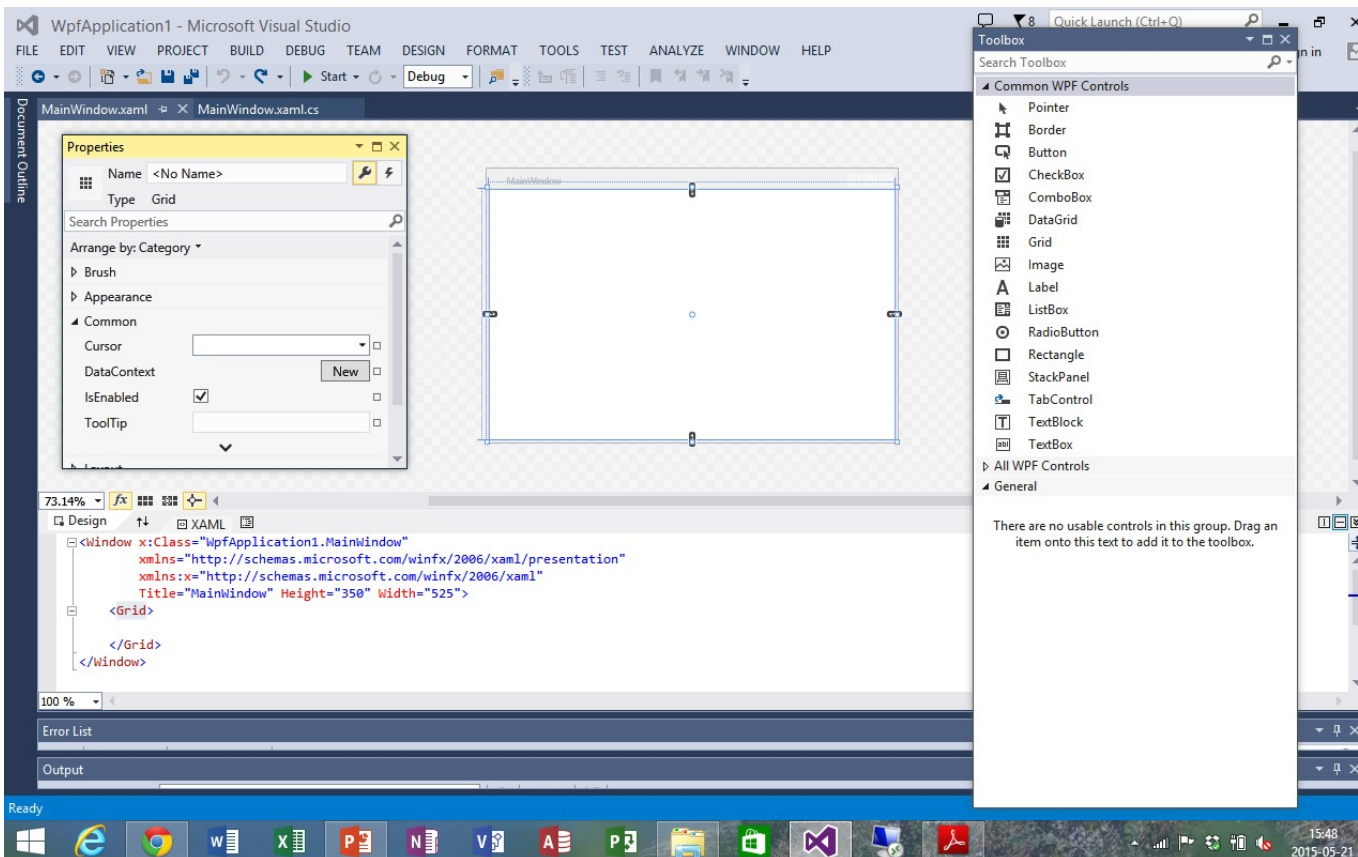 WpfApplication1 - Microsoft Visual Studio
8
Quick Launch (Ctrl+Q)
FILE EDIT VIEW PROJECT BUILD DEBUG TEAM DESIGN FORMAT TOOLS TEST ANALYZE WINDOW HELP
n in
Start
Debug
Document Outline
MainWindow.xaml
MainWindow.xaml.cs
Properties
Name <No Name>
Type Grid
Search Properties
Arrange by: Category
Brush
Appearance
Common
Cursor
DataContext
New
IsEnabled
ToolTip
Layout
MainWindow
73.14%
fx
Design
XAML
<Window x:Class="WpfApplication1.MainWindow"
xmlns="http://schemas.microsoft.com/winfx/2006/xaml/presentation"
xmlns:x="http://schemas.microsoft.com/winfx/2006/xaml"
Title="MainWindow" Height="350" Width="525">
<Grid>
</Grid>
</Window>
100 %
Error List
Output
Ready
Toolbox
Search Toolbox
Common WPF Controls
Pointer
Border
Button
CheckBox
ComboBox
DataGrid
Grid
Image
Label
ListBox
RadioButton
Rectangle
StackPanel
TabControl
TextBlock
TextBox
All WPF Controls
General
There are no usable controls in this group. Drag an
item onto this text to add it to the toolbox.
15:48
2015-05-21